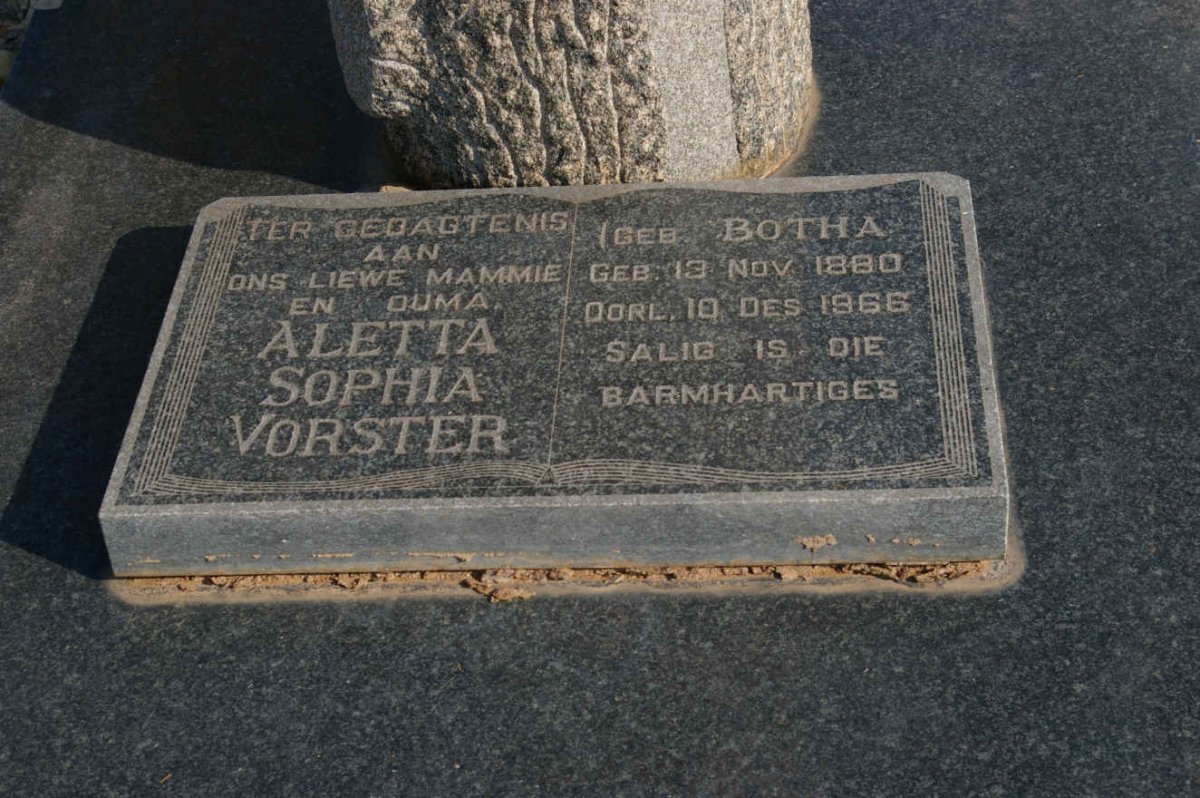 TER GEDAGTENIS
AAN
ONS LIEWE MAMMIE
EN OUMA
ALETTA
SOPHIA
VORSTER
(GEB. BOTHA
GEB. 13 NOV. 1880
OORL. 10 DES 1966
SALIG IS DIE
BARMHARTIGES